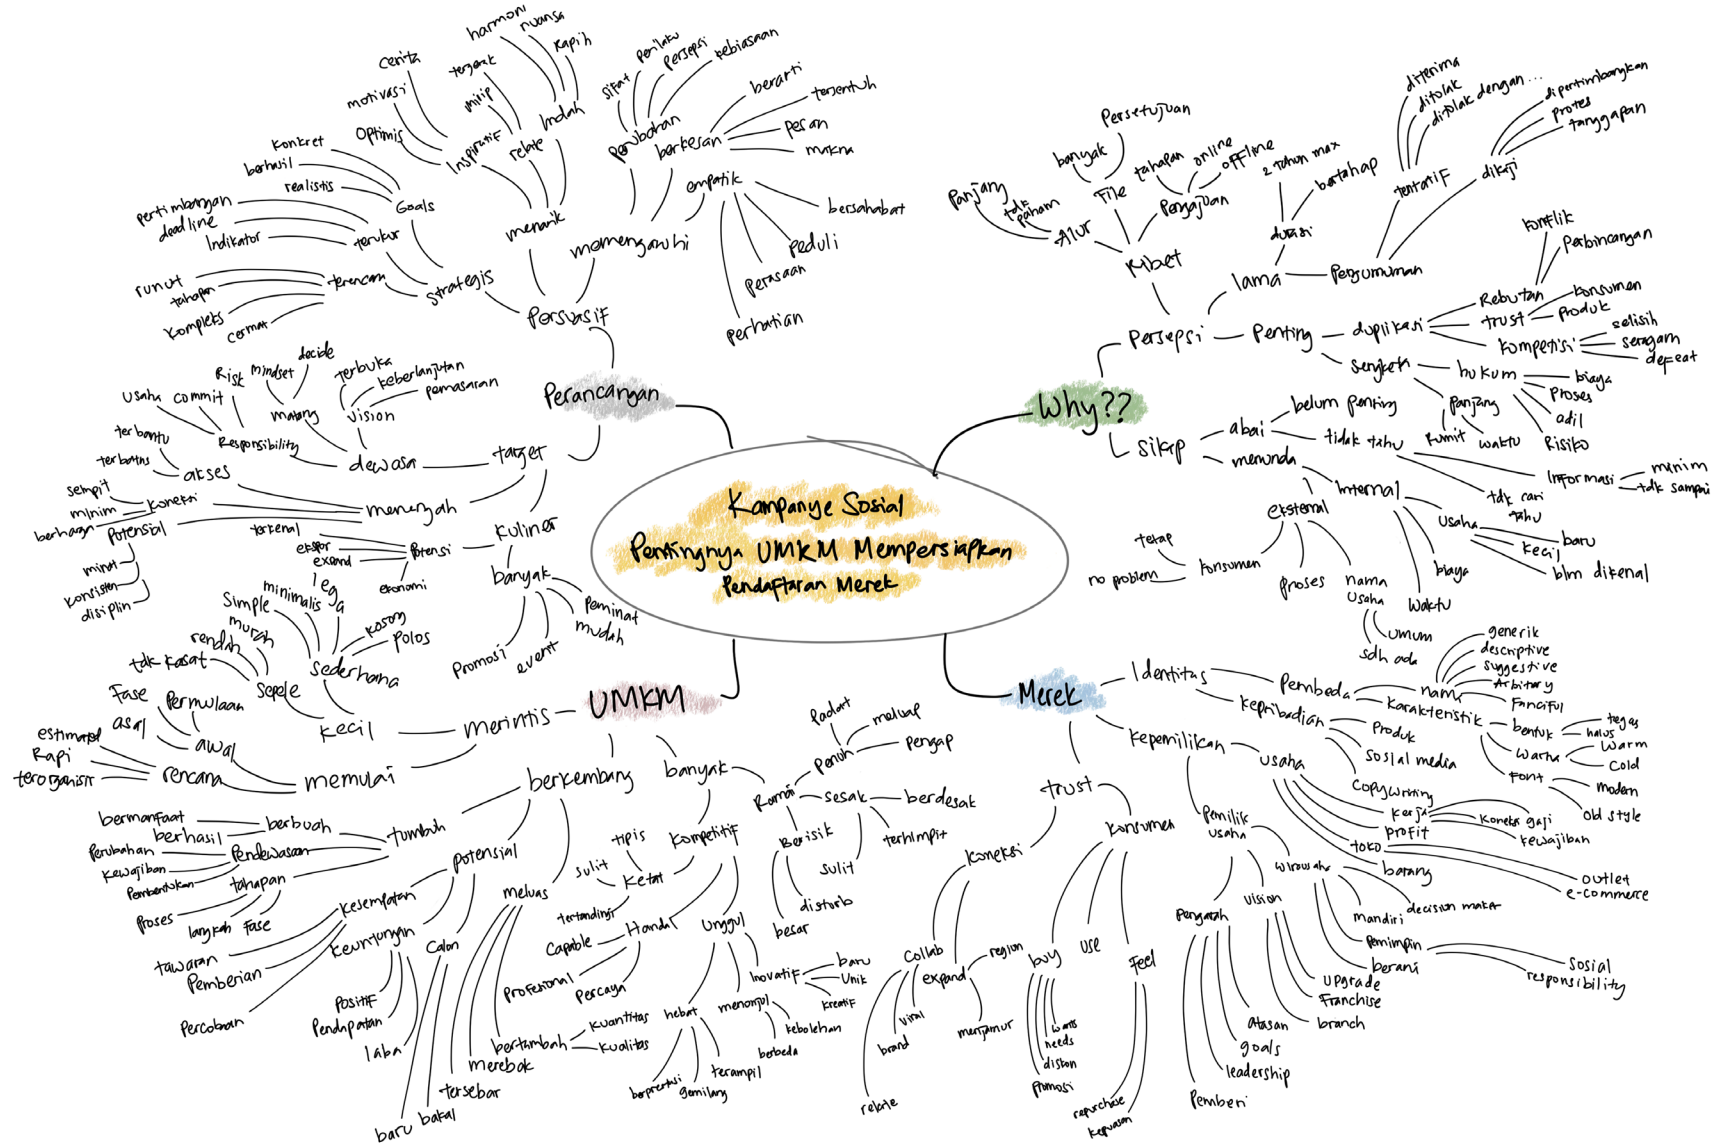 Kampanye Sosial
Pentingnya UMKM Mempersiapkan
Pendaftaran Merek
Perancangan
Persuasif
Strategis
Goals
konkret
berhasil
realistis
terukur
pertimbangan
deadline
Indikator
terencana
runut
tahapan
kompleks
cermat
menarik
Inspiratif
cerita
motivasi
Optimis
relate
tergerak
mirip
Indah
harmoni
nuansa
Rapih
memengaruhi
perubahan
sifat
perilaku
persepsi
kebiasaan
berkesan
berarti
tersentuh
pesan
makna
empatik
bersahabat
peduli
perasaan
perhatian
target
dewasa
Responsibility
Usaha
commit
Risk
matang
mindset
decide
vision
terbuka
keberlanjutan
pemasaran
menengah
akses
terbantu
terbatas
koneksi
sempit
minim
berharga
Potensial
minat
konsisten
disiplin
kuliner
Potensi
terkenal
ekspor
expand
ekonomi
banyak
Peminat
mudah
event
Promosi
Why??
Persepsi
Ribet
Alur
Panjang
tdk
paham
File
banyak
Persetujuan
Pengajuan
tahapan
online
offline
lama
durasi
2 tahun max
bertahap
Pengumuman
tentatif
diterima
ditolak
ditolak dengan...
dikaji
dipertimbangkan
protes
tanggapan
Penting
duplikasi
Rebutan
konflik
Perbincangan
trust
konsumen
produk
kompetisi
selisih
seragam
defeat
sengketa
hukum
biaya
Proses
adil
Risiko
panjang
Rumit
waktu
Sikap
abai
belum penting
tidak tahu
Informasi
minim
tdk sampai
tdk cari
tahu
menunda
Internal
Usaha
baru
kecil
blm dikenal
biaya
Waktu
eksternal
konsumen
tetap
no problem
proses
nama
usaha
umum
sdh ada
UMKM
merintis
kecil
Sederhana
Simple
minimalis
lega
kosong
polos
Sepele
murah
rendah
tdk kasat
memulai
awal
Fase
Permulaan
asal
rencana
estimated
Rapi
terorganisir
berkembang
tumbuh
berbuah
bermanfaat
berhasil
Pendewasaan
Perubahan
kewajiban
Pembentukan
tahapan
Proses
langkah
Fase
potensial
kesempatan
tawaran
Pemberian
Percobaan
keuntungan
Positif
Pendapatan
laba
Calon
baru
bakal
meluas
tersebar
merebak
bertambah
kuantitas
kualitas
banyak
Ramai
Penuh
Padat
meluap
pengap
sesak
berdesak
terhimpit
sulit
Berisik
distorb
besar
kompetitif
ketat
tipis
sulit
tertanding
Handal
Capable
Profesional
Percaya
Unggul
Inovatif
baru
Unik
kreatif
menonjol
kebolehan
berbeda
hebat
berprestasi
gemilang
terampil
Merek
Identitas
Pembeda
nama
generik
descriptive
suggestive
Arbitary
Fanciful
karakteristik
bentuk
tegas
halus
Warna
Warm
Cold
Font
modern
old style
kepribadian
Produk
Sosial media
Copywriting
kepemilikan
usaha
kerja
koneksi
gaji
kewajiban
profit
toko
outlet
e-commerce
barang
Pemilik
usaha
wirausaha
decision maker
mandiri
Pemimpin
sosial
responsibility
berani
vision
upgrade
Franchise
branch
Pengarah
atasan
goals
leadership
Pemberi
trust
koneksi
Collab
viral
brand
relate
expand
region
menjamur
konsumen
buy
wants
needs
diskon
Promosi
use
Feel
repurchase
kepuasan